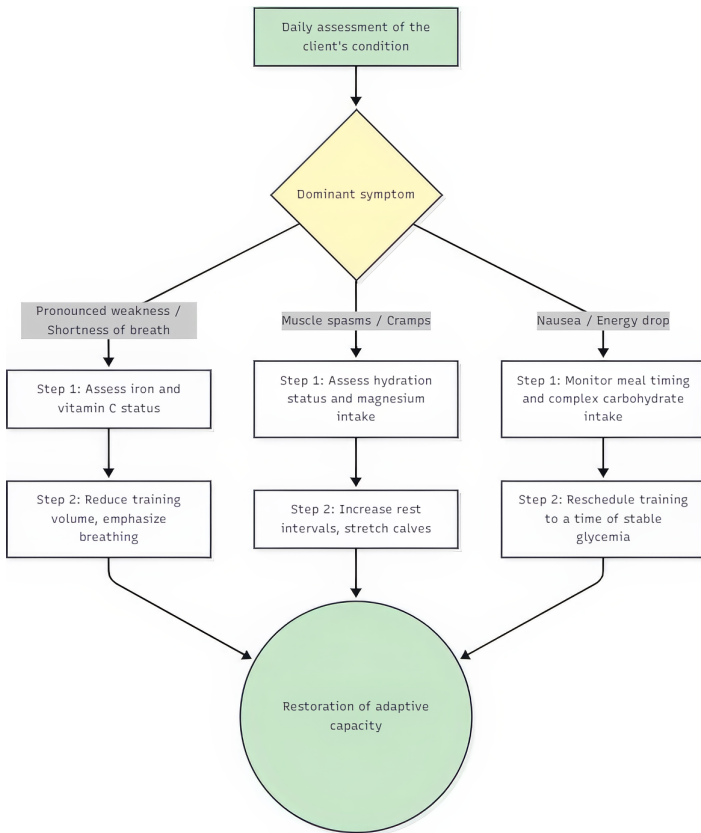 Daily assessment of the
client's condition
Dominant symptom
Pronounced weakness /
Shortness of breath
Muscle spasms / Cramps
Nausea / Energy drop
Step 1: Assess iron and
vitamin C status
Step 1: Assess hydration
status and magnesium
intake
Step 1: Monitor meal timing
and complex carbohydrate
intake
Step 2: Reduce training
volume, emphasize
breathing
Step 2: Increase rest
intervals, stretch calves
Step 2: Reschedule training
to a time of stable
glycemia
Restoration of adaptive
capacity